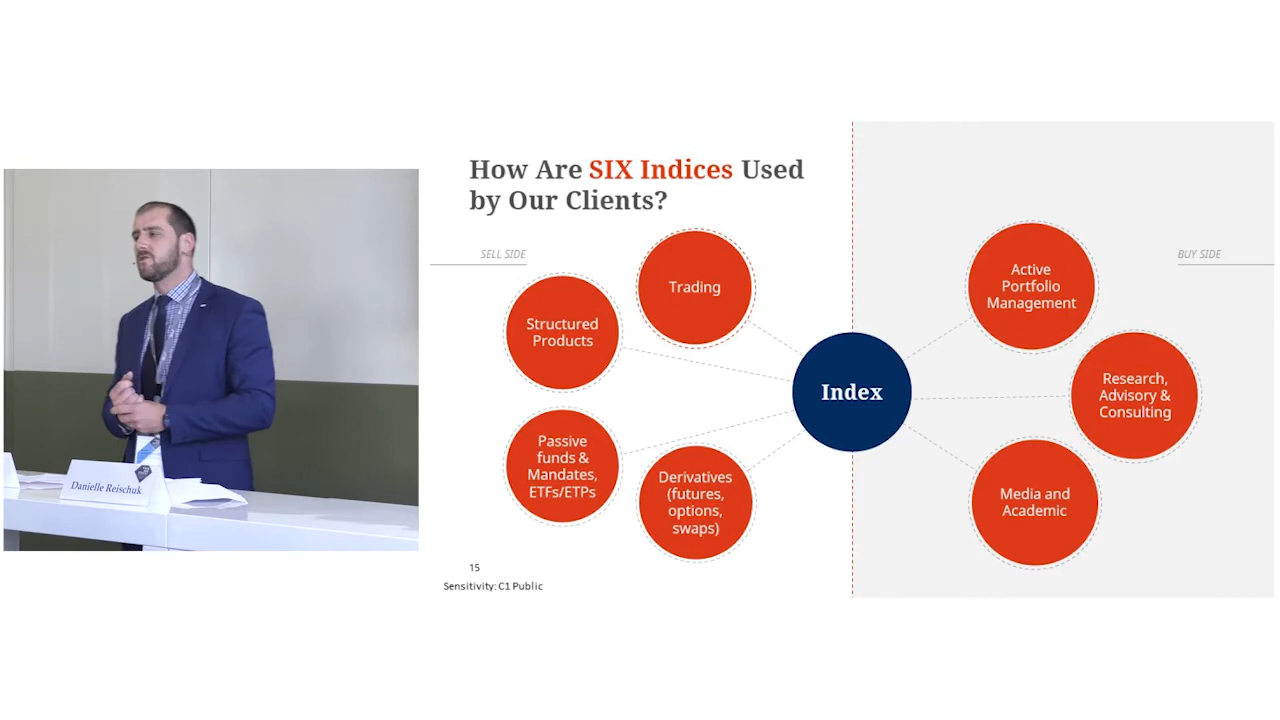 How Are SIX Indices Used
by Our Clients?
SELL SIDE
BUY SIDE
Trading
Structured
Products
Passive
funds &
Mandates,
ETFs/ETPs
Derivatives
(futures,
options,
swaps)
Index
Active
Portfolio
Management
Research,
Advisory &
Consulting
Media and
Academic
15
Sensitivity: C1 Public
Danielle Reischuk